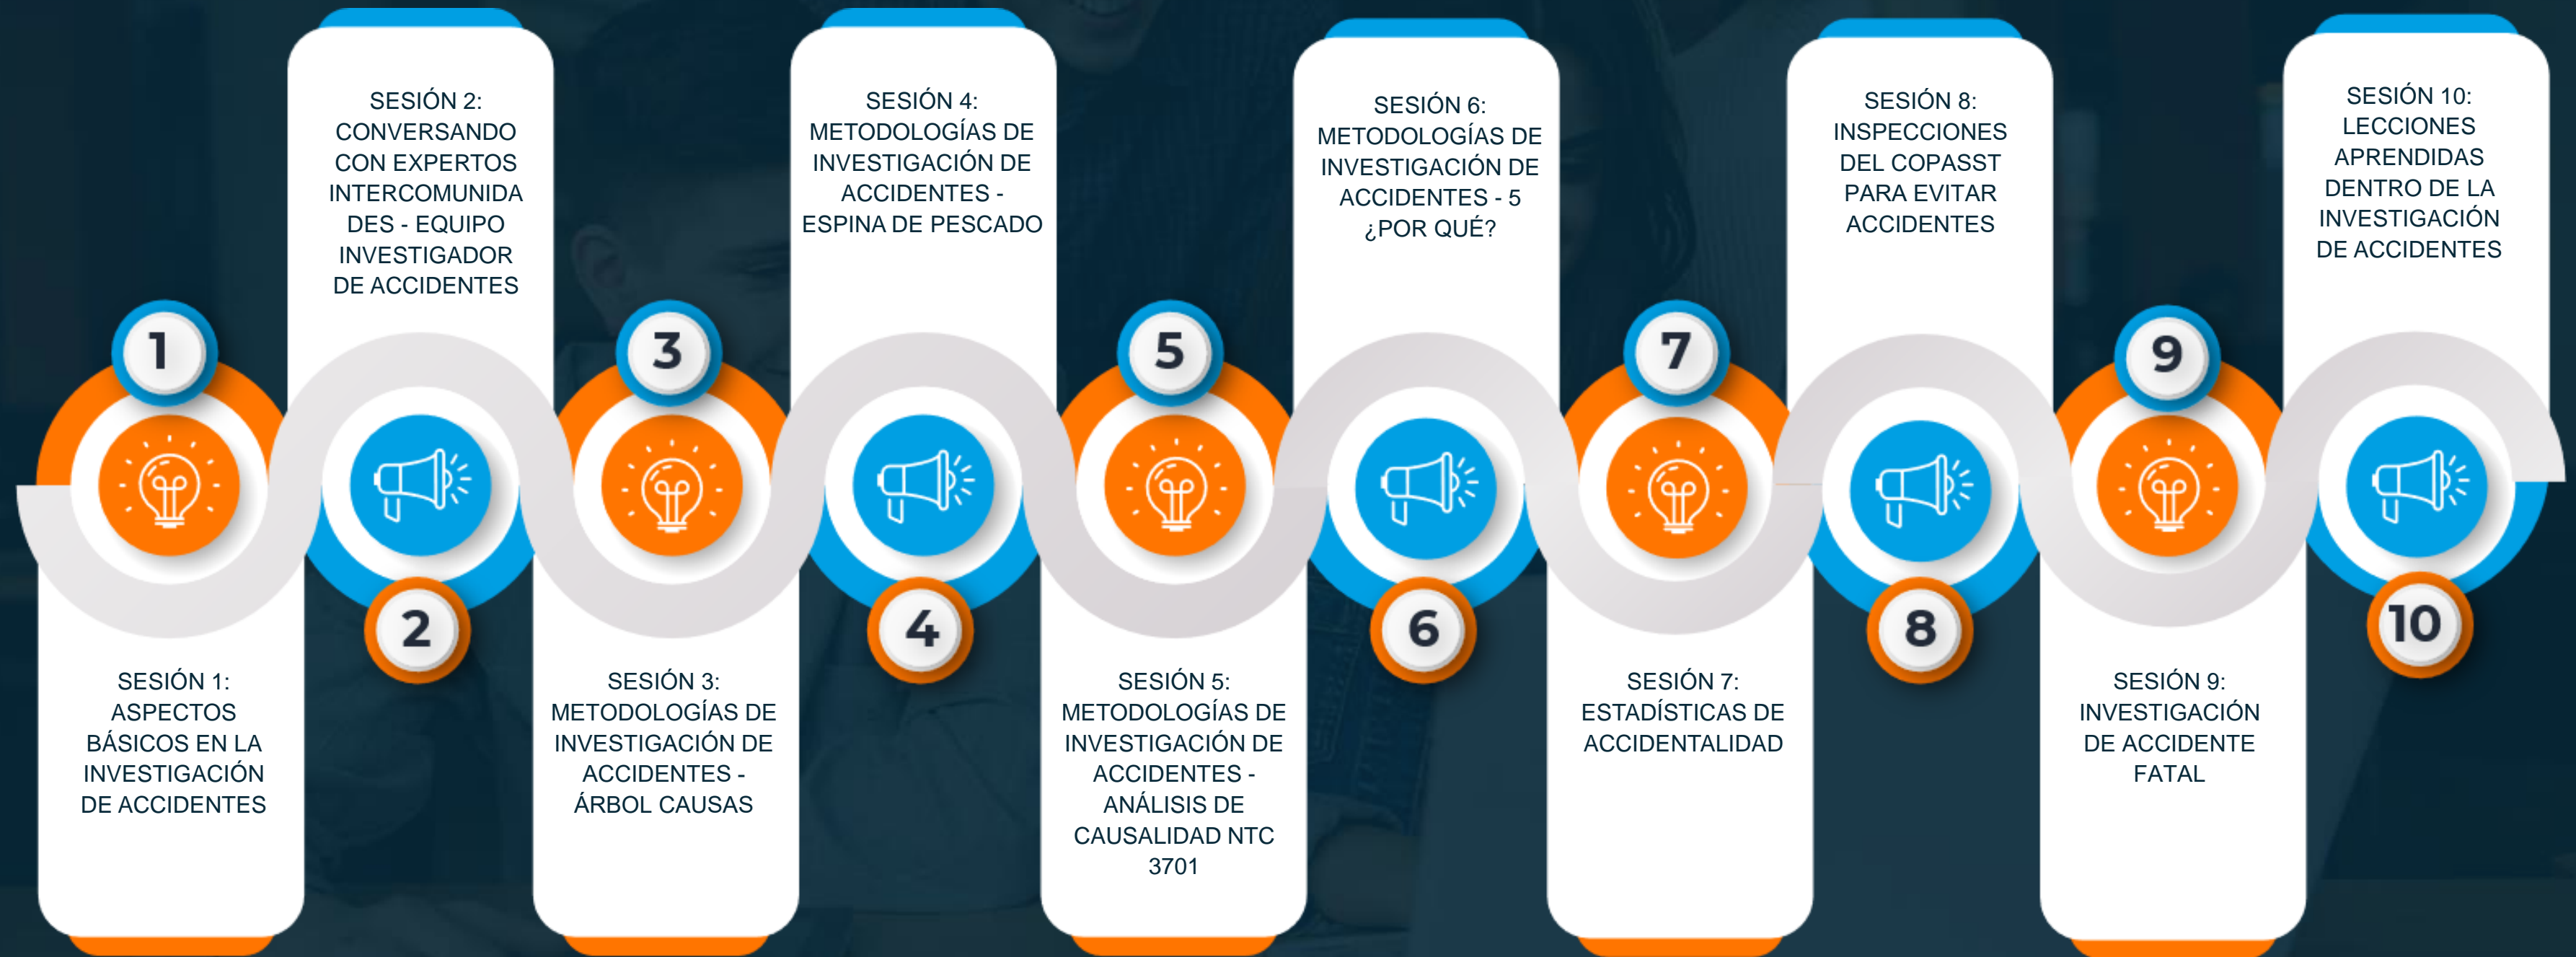 SESIÓN 2:
CONVERSANDO
CON EXPERTOS
INTERCOMUNIDA
DES - EQUIPO
INVESTIGADOR
DE ACCIDENTES
SESIÓN 4:
METODOLOGÍAS DE
INVESTIGACIÓN DE
ACCIDENTES -
ESPINA DE PESCADO
SESIÓN 6:
METODOLOGÍAS DE
INVESTIGACIÓN DE
ACCIDENTES - 5
¿POR QUÉ?
SESIÓN 8:
INSPECCIONES
DEL COPASST
PARA EVITAR
ACCIDENTES
SESIÓN 10:
LECCIONES
APRENDIDAS
DENTRO DE LA
INVESTIGACIÓN
DE ACCIDENTES
1
3
5
7
9
2
4
6
8
10
SESIÓN 1:
ASPECTOS
BÁSICOS EN LA
INVESTIGACIÓN
DE ACCIDENTES
SESIÓN 3:
METODOLOGÍAS DE
INVESTIGACIÓN DE
ACCIDENTES -
ÁRBOL CAUSAS
SESIÓN 5:
METODOLOGÍAS DE
INVESTIGACIÓN DE
ACCIDENTES -
ANÁLISIS DE
CAUSALIDAD NTC
3701
SESIÓN 7:
ESTADÍSTICAS DE
ACCIDENTALIDAD
SESIÓN 9:
INVESTIGACIÓN
DE ACCIDENTE
FATAL